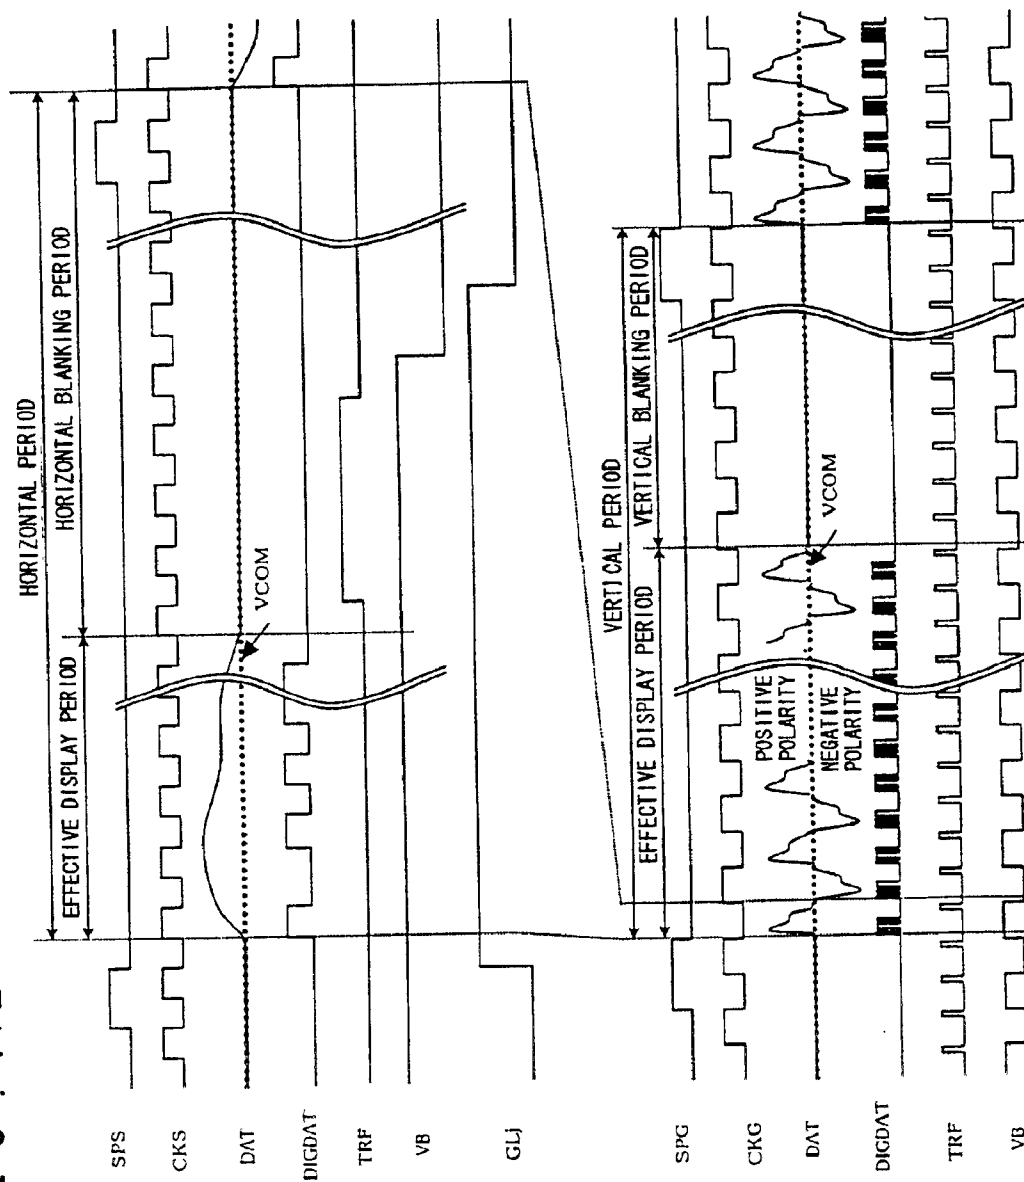 HORIZONTAL PERIOD
EFFECTIVE DISPLAY PERIOD
HORIZONTAL BLANKING PERIOD
SPS
CKS
DAT
VCOM
DIGDAT
TRF
VB
GLj
VERTICAL PERIOD
EFFECTIVE DISPLAY PERIOD
VERTICAL BLANKING PERIOD
SPG
CKG
DAT
POSITIVE
POLARITY
NEGATIVE
POLARITY
VCOM
DIGDAT
TRF
VB